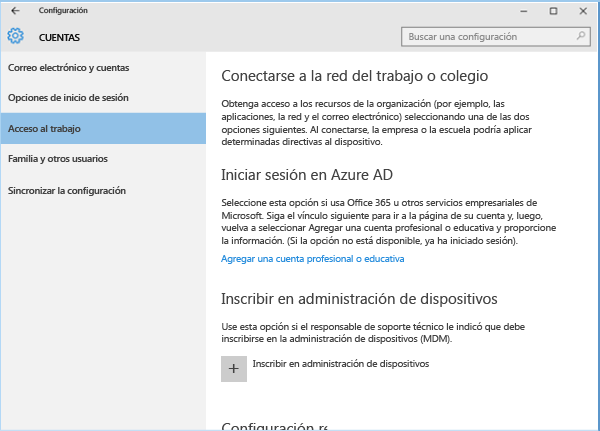 Configuración
CUENTAS
Buscar una configuración
Correo electrónico y cuentas
Opciones de inicio de sesión
Acceso al trabajo
Familia y otros usuarios
Sincronizar la configuración
Conectarse a la red del trabajo o colegio
Obtenga acceso a los recursos de la organización (por ejemplo, las
aplicaciones, la red y el correo electrónico) seleccionando una de las dos
opciones siguientes. Al conectarse, la empresa o la escuela podría aplicar
determinadas directivas al dispositivo.
Iniciar sesión en Azure AD
Seleccione esta opción si usa Office 365 u otros servicios empresariales de
Microsoft. Siga el vínculo siguiente para ir a la página de su cuenta y, luego,
vuelva a seleccionar Agregar una cuenta profesional o educativa y proporcione
la información. (Si la opción no está disponible, ya ha iniciado sesión).
Agregar una cuenta profesional o educativa
Inscribir en administración de dispositivos
Use esta opción si el responsable de soporte técnico le indicó que debe
inscribirse en la administración de dispositivos (MDM).
Inscribir en administración de dispositivos
Configuración